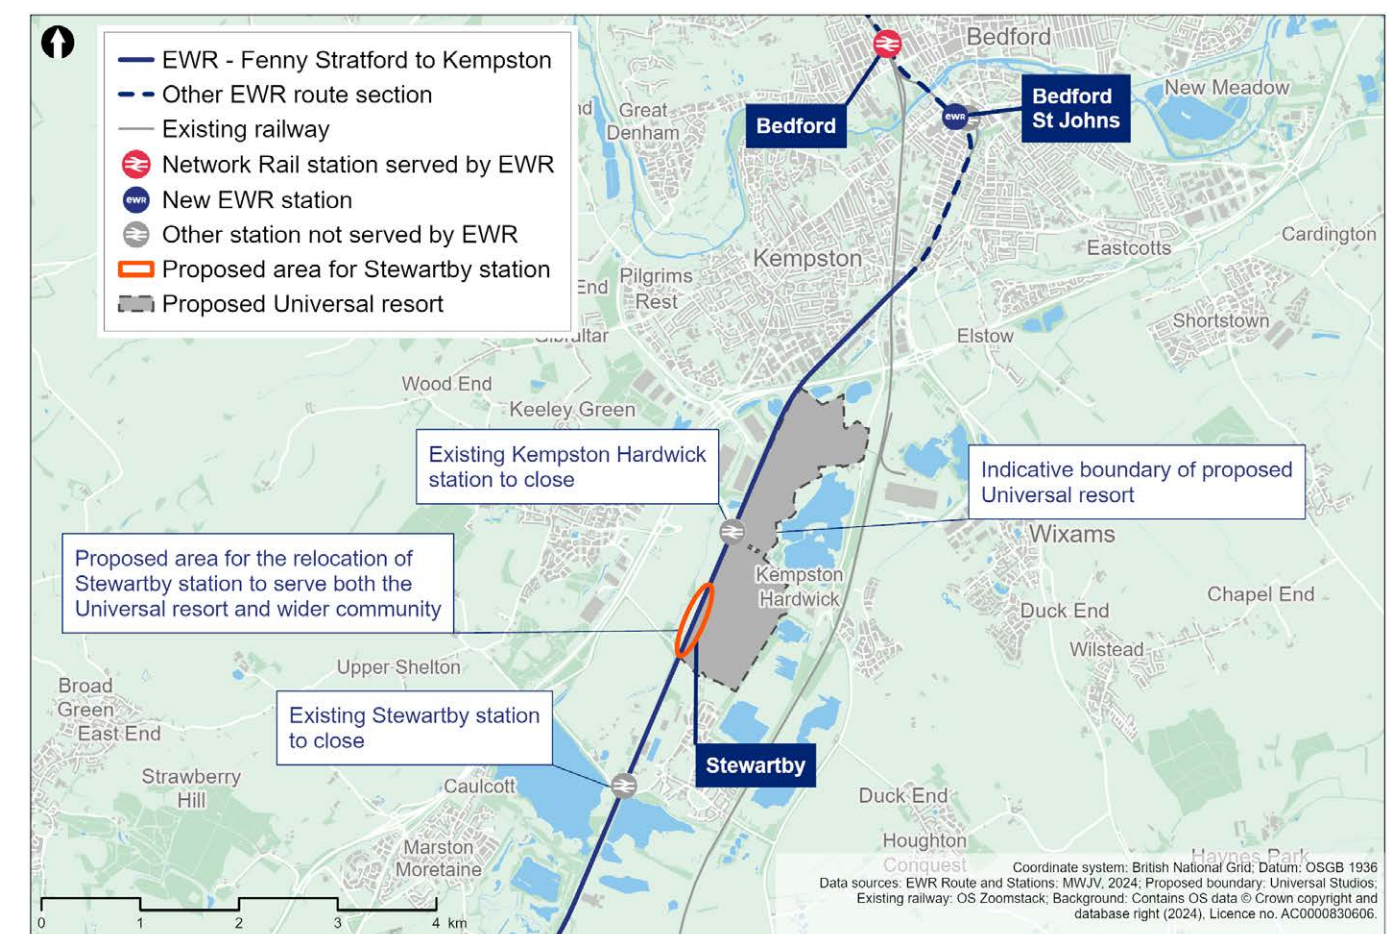 EWR - Fenny Stratford to Kempston
Other EWR route section
Existing railway
Network Rail station served by EWR
ewr
New EWR station
Other station not served by EWR
Proposed area for Stewartby station
Proposed Universal resort
Bedford
New Meadow
Great
Denham
Bedford
ewr
Bedford
St Johns
Cardington
Eastcotts
Kempston
Pilgrims
Rest
End
Shortstown
Elstow
Wood End
Keeley Green
Existing Kempston Hardwick
station to close
Indicative boundary of proposed
Universal resort
Wixams
Proposed area for the relocation of
Stewartby station to serve both the
Universal resort and wider community
Kempston
Hardwick
Chapel End
Duck End
Wilstead
Upper Shelton
Broad
Green
East End
Existing Stewartby station
to close
Stewartby
Strawberry
Hill
Caulcott
Duck End
Marston
Moretaine
Houghton
Conquest
Haynes Park
Coordinate system: British National Grid; Datum: OSGB 1936
Data sources: EWR Route and Stations: MWJV, 2024; Proposed boundary: Universal Studios;
Existing railway: OS Zoomstack; Background: Contains OS data © Crown copyright and
database right (2024), Licence no. AC0000830606.
0 1 2 3 4 km